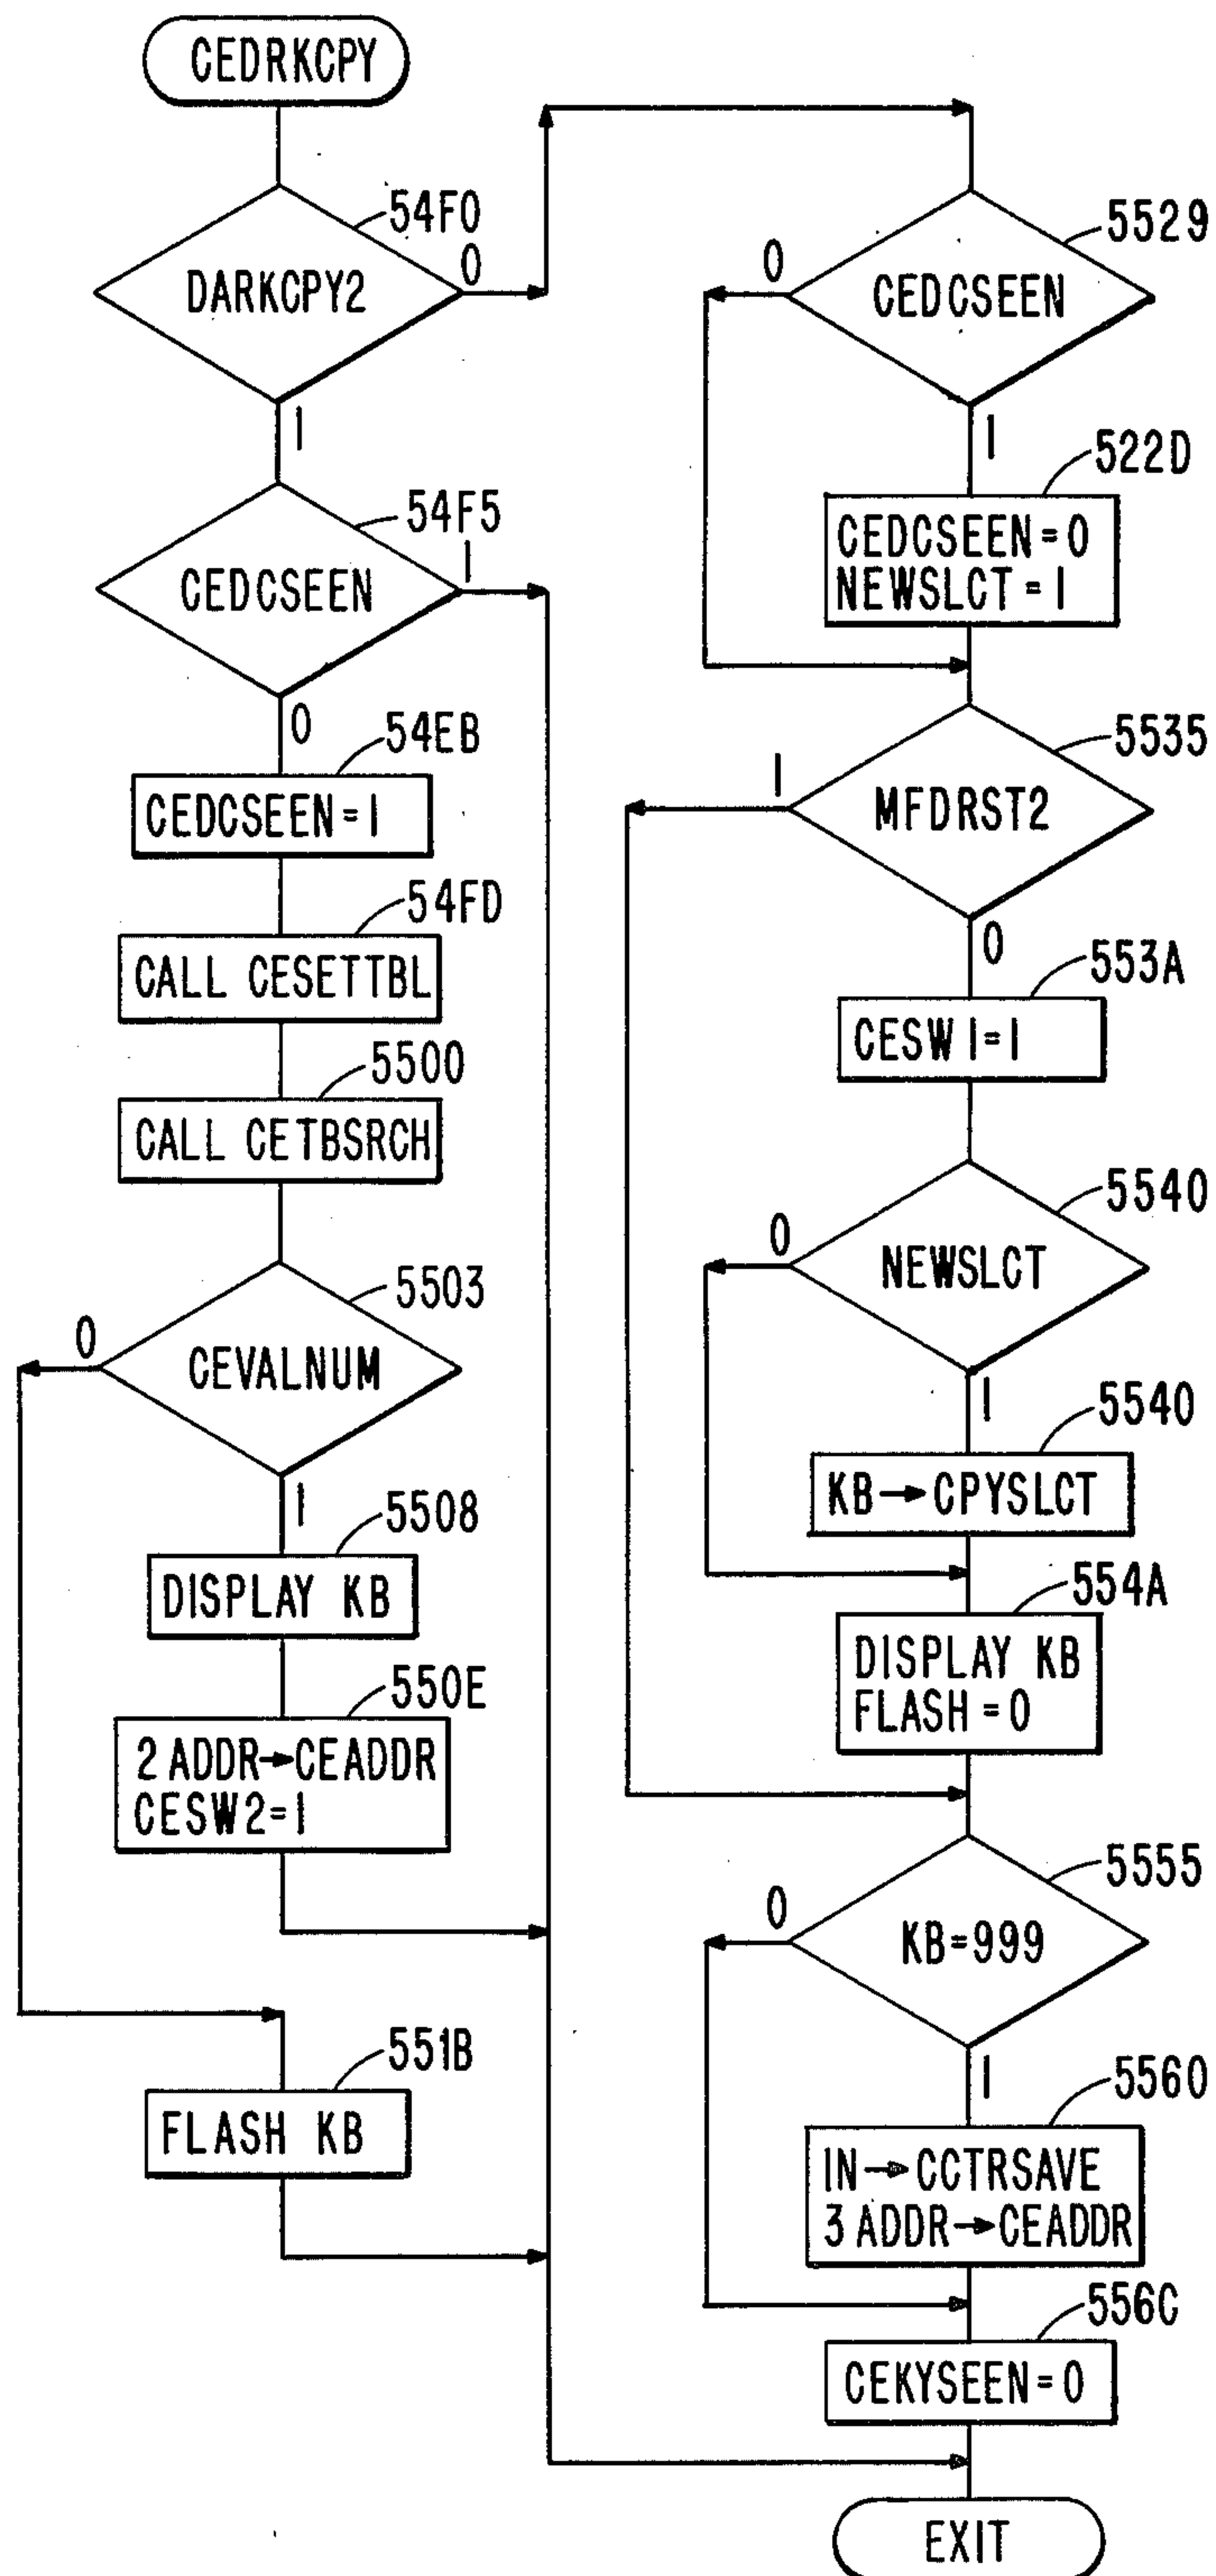 CEDRKCPY
54F0
DARKCPY2
0
1
54F5
CEDCSEEN
1
0
54EB
CEDCSEEN=1
54FD
CALL CESETTBL
5500
CALL CETBSRCH
5503
0
CEVALNUM
1
5508
DISPLAY KB
550E
2 ADDR→CEADDR
CESW2=1
551B
FLASH KB
5529
0
CEDCSEEN
1
522D
CEDCSEEN=0
NEWSLCT=1
5535
1
MFDRST2
0
553A
CESW1=1
5540
0
NEWSLCT
1
5540
KB→CPYSLCT
554A
DISPLAY KB
FLASH=0
5555
0
KB=999
1
5560
IN→CCTRSAVE
3 ADDR→CEADDR
556C
CEKYSEEN=0
EXIT